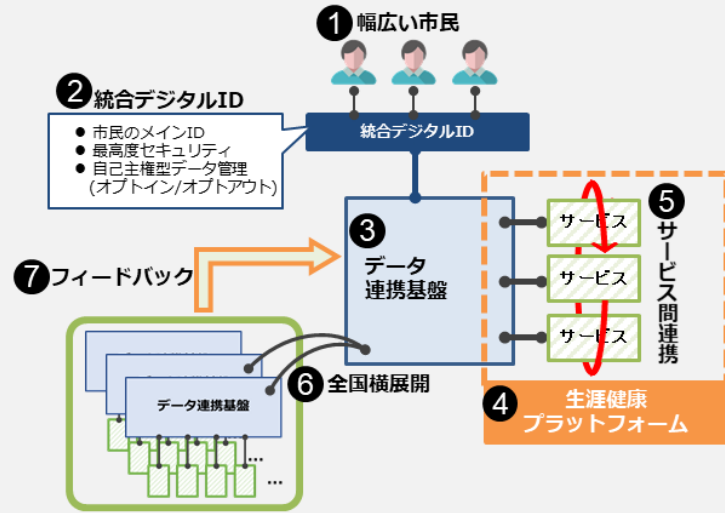 1 幅広い市民
2 統合デジタルID
● 市民のメインID
● 最高度セキュリティ
● 自己主権型データ管理
(オプトイン/オプトアウト)
統合デジタルID
3
データ
連携基盤
サービス
サービス
サービス
5 サービス間連携
4 生涯健康
プラットフォーム
7 フィードバック
6 全国横展開
データ連携基盤
...
...